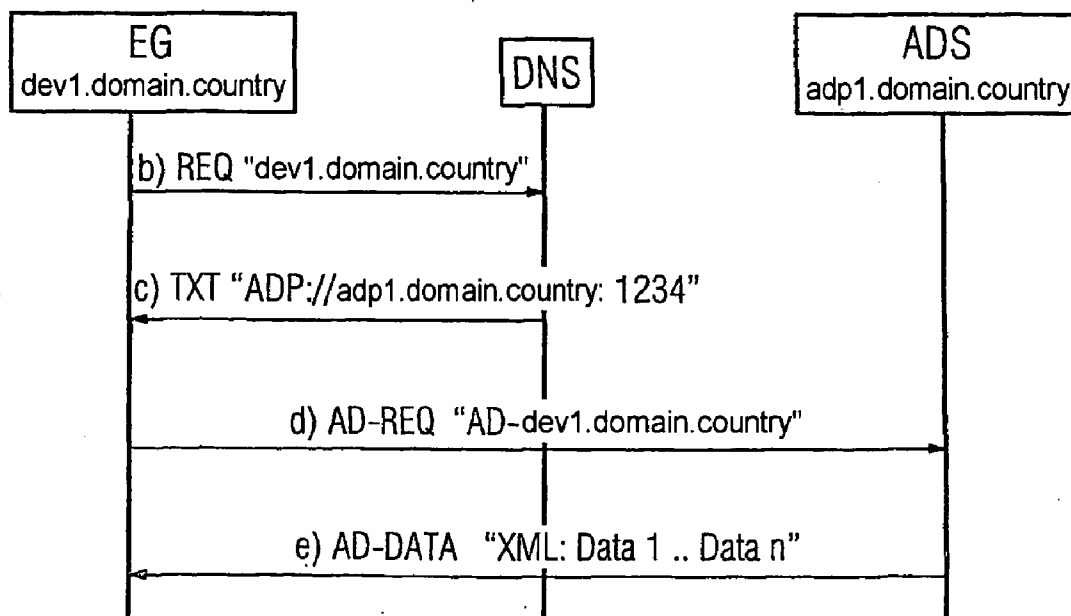 EG
dev1.domain.country
DNS
ADS
adp1.domain.country
b) REQ "dev1.domain.country"
c) TXT “ADP://adp1.domain.country: 1234”
d) AD-REQ “AD-dev1.domain.country”
e) AD-DATA “XML: Data 1 .. Data n”